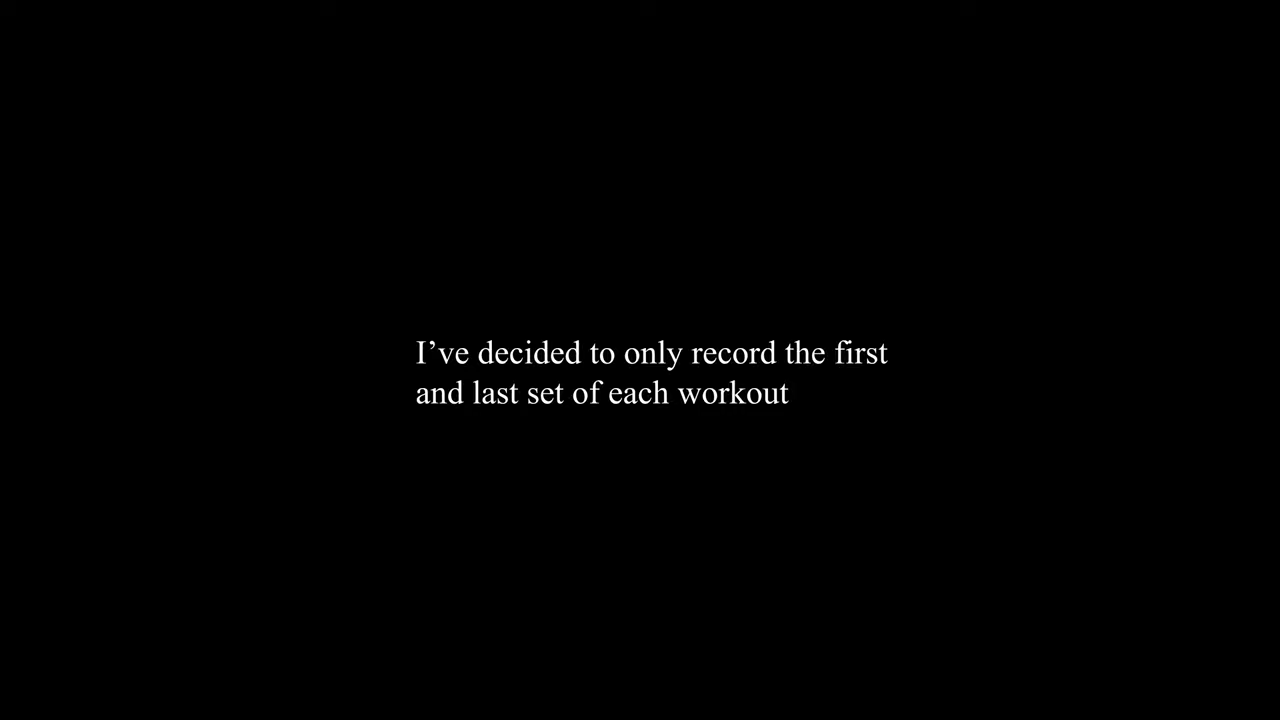 I’ve decided to only record the first
and last set of each workout